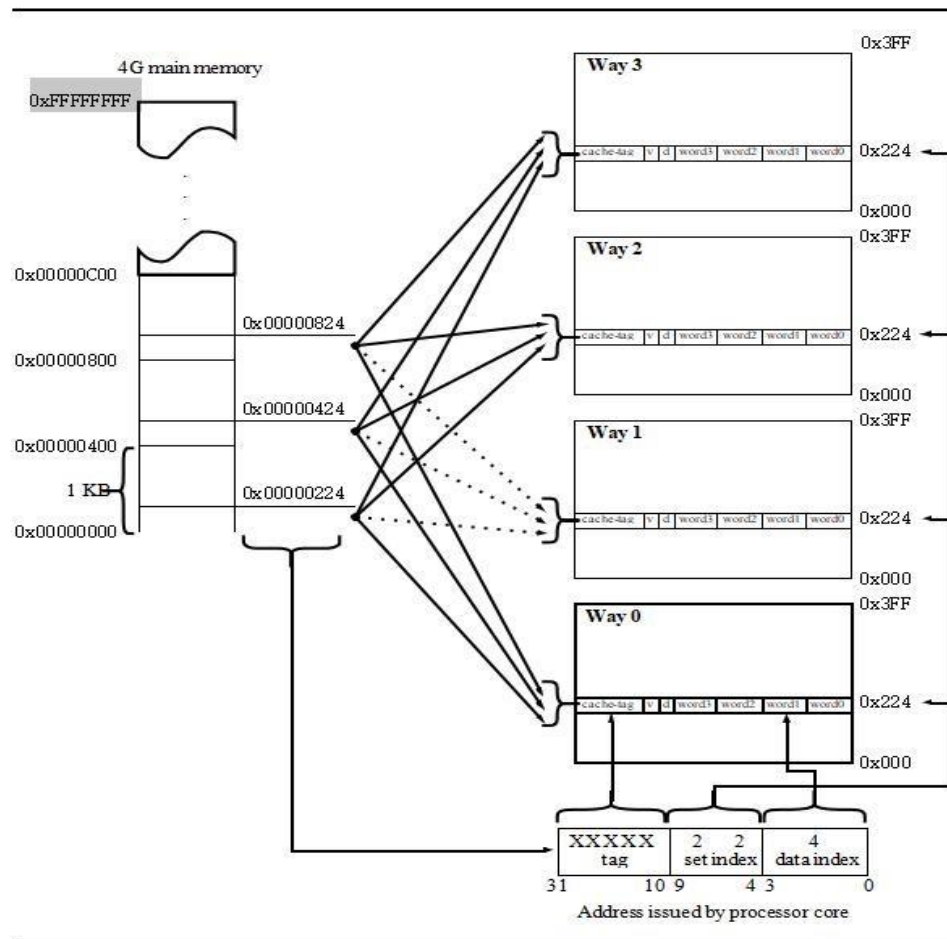 4G main memory
0xFFFFFFFF
0x00000C00
0x00000824
0x00000800
0x00000424
0x00000400
1 KB
0x00000224
0x00000000
Way 3
0x3FF
cache-tag v d word3 word2 word1 word0
0x224
0x000
Way 2
0x3FF
cache-tag v d word3 word2 word1 word0
0x224
0x000
Way 1
0x3FF
cache-tag v d word3 word2 word1 word0
0x224
0x000
Way 0
0x3FF
cache-tag v d word3 word2 word1 word0
0x224
0x000
XXXXX 2 2 4
tag set index data index
31 10 9 4 3 0
Address issued by processor core